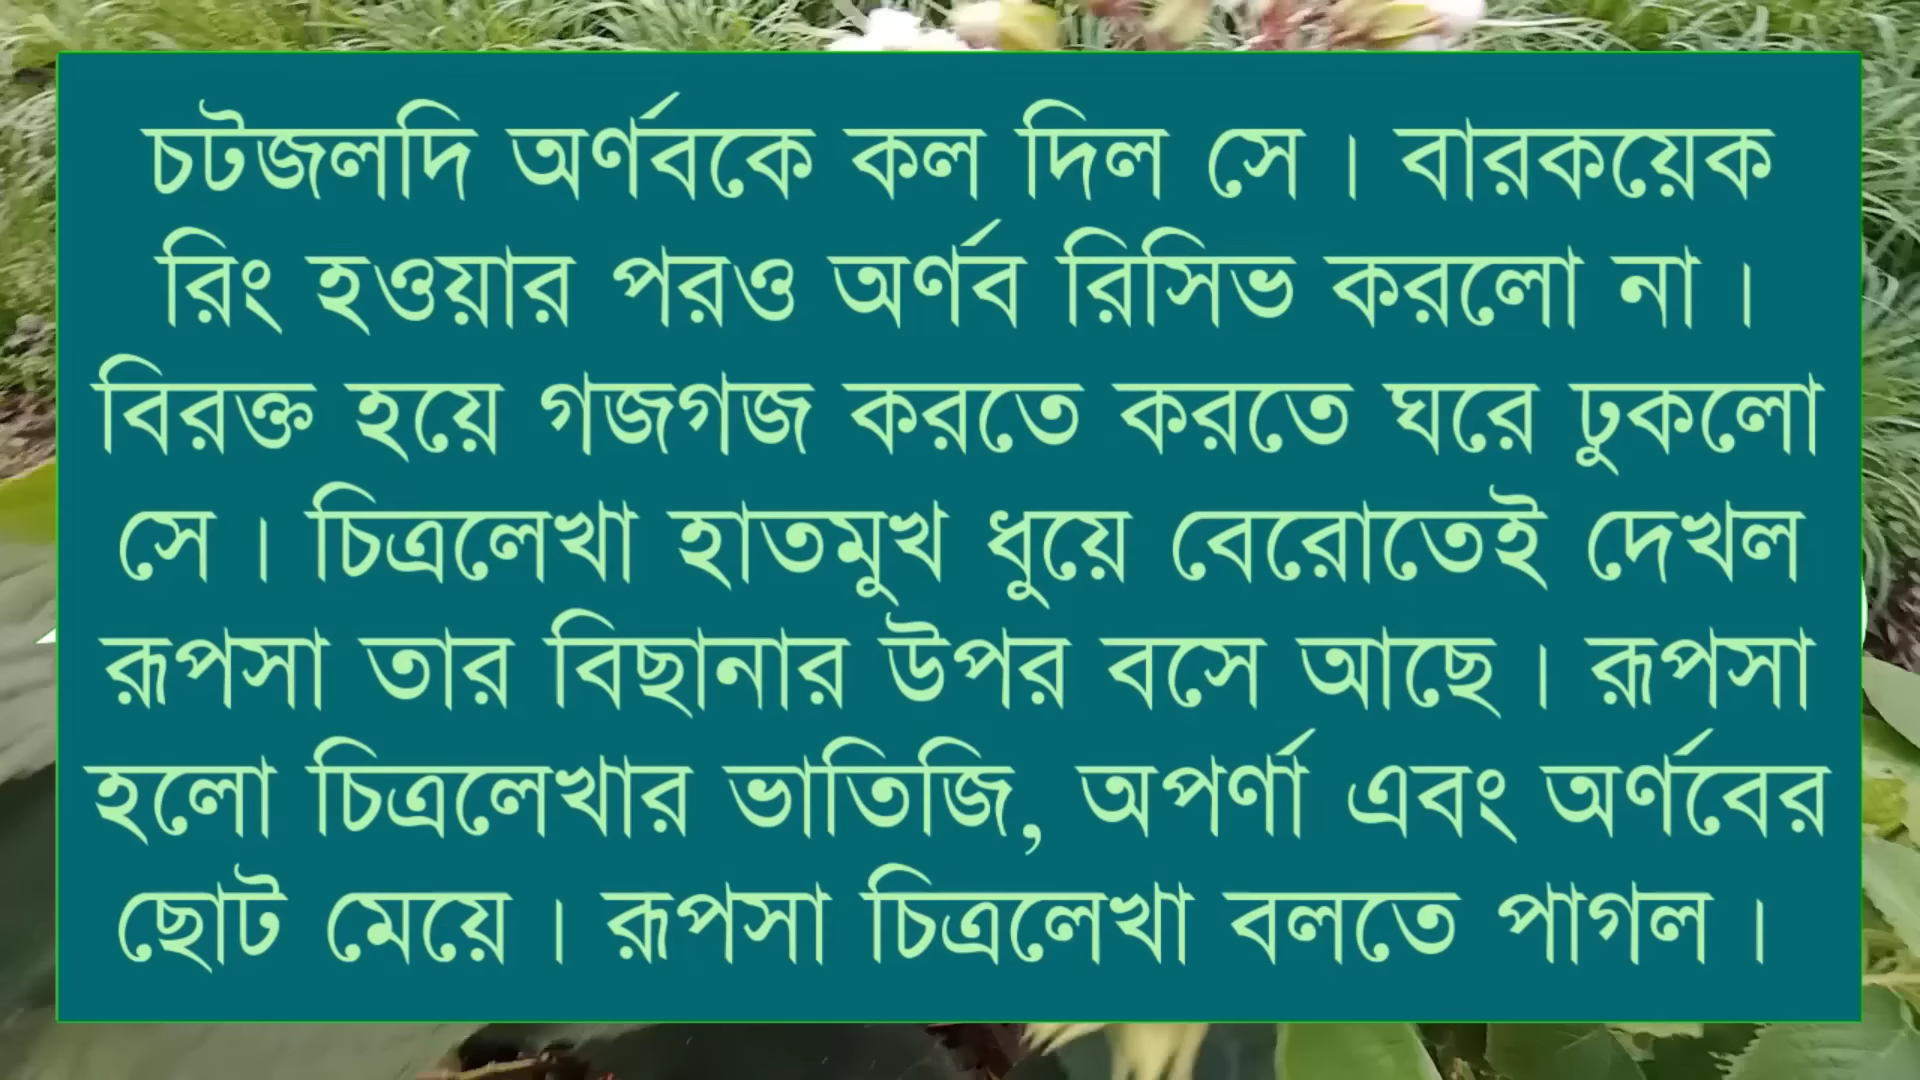 চটজলদি অর্ণবকে কল দিল সে । বারকয়েক
রিং হওয়ার পরও অর্ণব রিসিভ করলো না ।
বিরক্ত হয়ে গজগজ করতে করতে ঘরে ঢুকলো
সে । চিত্রলেখা হাতমুখ ধুয়ে বেরোতেই দেখল
রূপসা তার বিছানার উপর বসে আছে । রূপসা
হলো চিত্রলেখার ভাতিজি, অপর্ণা এবং অর্ণবের
ছোট মেয়ে । রূপসা চিত্রলেখা বলতে পাগল ।